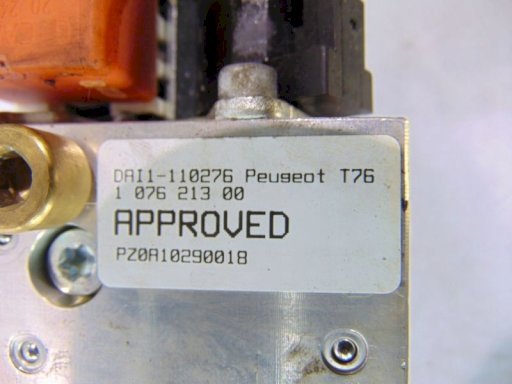 DAI1-110276 Peugeot T76
1 076 213 00
APPROVED
PZ0A10290018